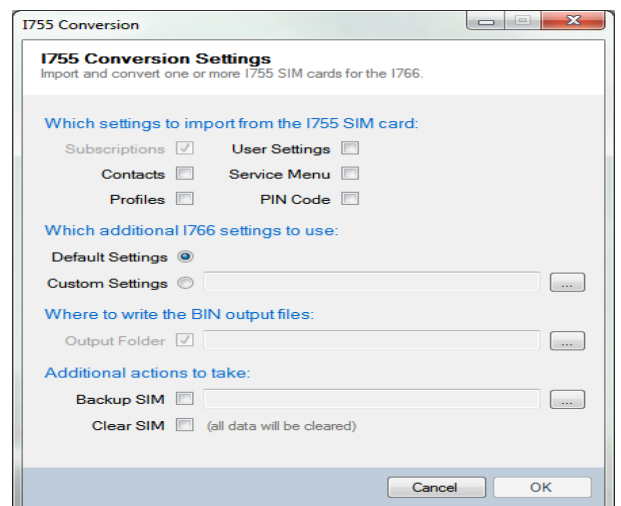 I755 Conversion
I755 Conversion Settings
Import and convert one or more I755 SIM cards for the I766.
Which settings to import from the I755 SIM card:
Subscriptions User Settings
Contacts Service Menu
Profiles PIN Code
Which additional I766 settings to use:
Default Settings
Custom Settings ...
Where to write the BIN output files:
Output Folder ...
Additional actions to take:
Backup SIM ...
Clear SIM (all data will be cleared)
Cancel OK